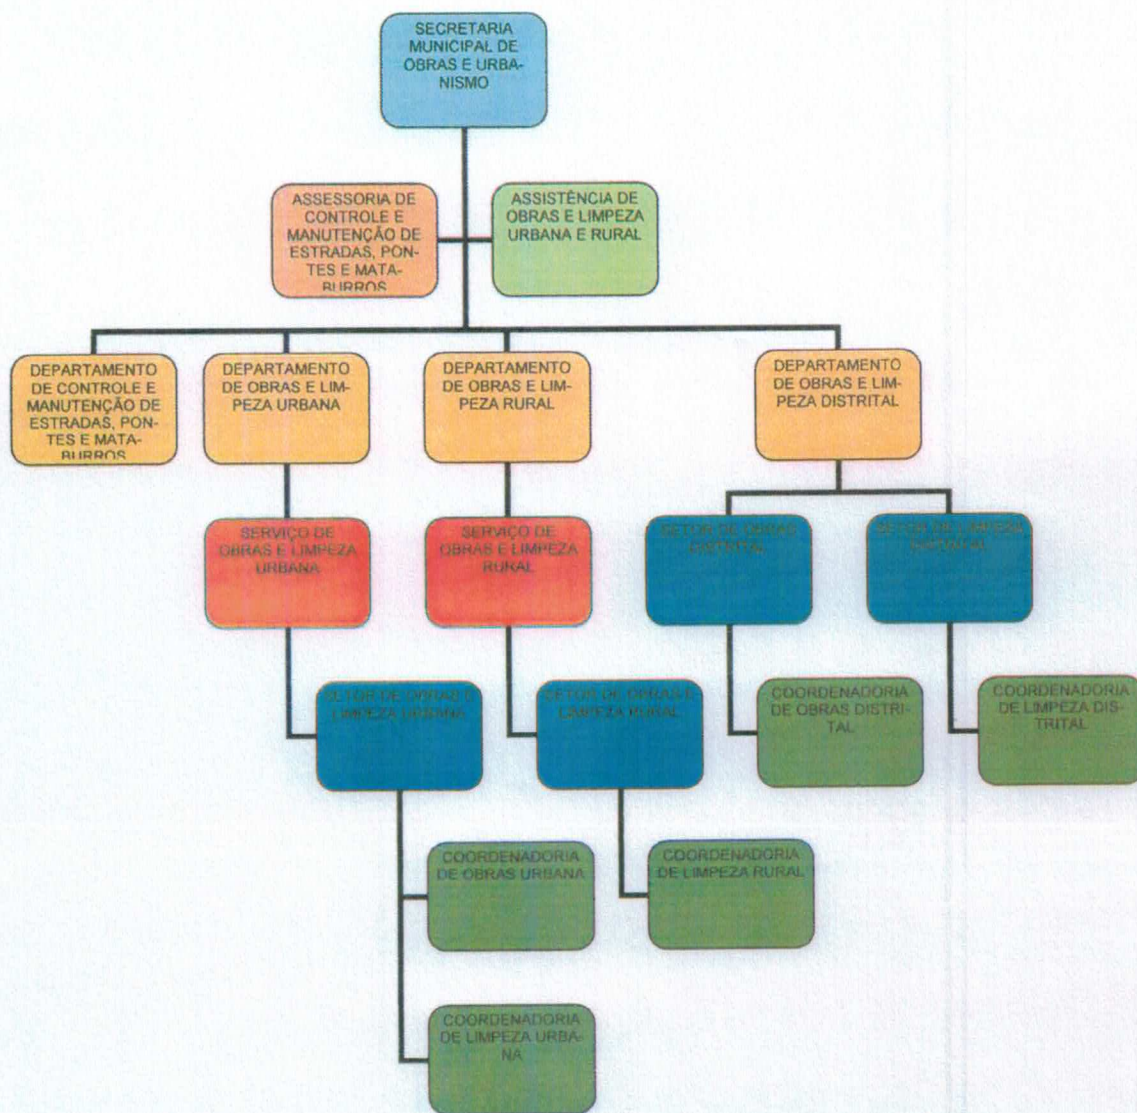 SECRETARIA
MUNICIPAL DE
OBRAS E URBA-
NISMO
ASSESSORIA DE
CONTROLE E
MANUTENÇÃO DE
ESTRADAS, PON-
TES E MATA-
BURROS
ASSISTÊNCIA DE
OBRAS E LIMPEZA
URBANA E RURAL
DEPARTAMENTO
DE CONTROLE E
MANUTENÇÃO DE
ESTRADAS, PON-
TES E MATA-
BURROS
DEPARTAMENTO
DE OBRAS E LIM-
PEZA URBANA
DEPARTAMENTO
DE OBRAS E LIM-
PEZA RURAL
DEPARTAMENTO
DE OBRAS E LIM-
PEZA DISTRITAL
SERVIÇO DE
OBRAS E LIMPEZA
URBANA
SERVIÇO DE
OBRAS E LIMPEZA
RURAL
SETOR DE OBRAS
DISTRITAL
SETOR DE LIMPEZA
DISTRITAL
SETOR DE OBRAS E
LIMPEZA URBANA
SETOR DE OBRAS E
LIMPEZA RURAL
COORDENADORIA
DE OBRAS DISTRI-
TAL
COORDENADORIA
DE LIMPEZA DIS-
TRITAL
COORDENADORIA
DE OBRAS URBANA
COORDENADORIA
DE LIMPEZA RURAL
COORDENADORIA
DE LIMPEZA URBA-
NA